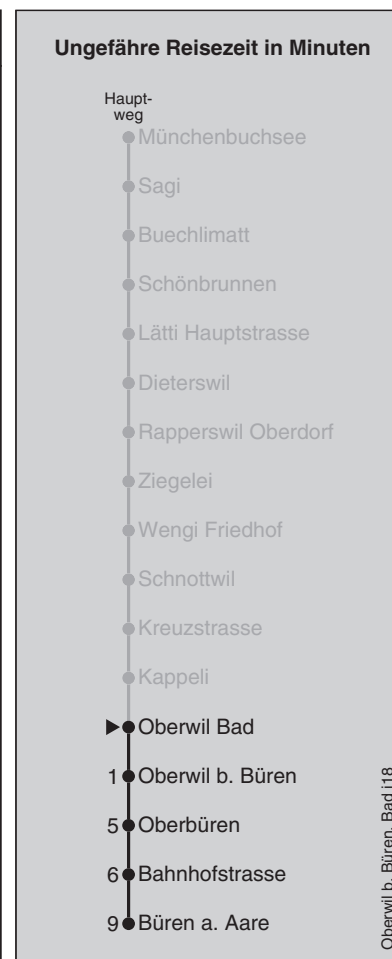 Ungefähre Reisezeit in Minuten
Haupt-
weg
Münchenbuchsee
Sagi
Buechlimatt
Schönbrunnen
Lätti Hauptstrasse
Dieterswil
Rapperswil Oberdorf
Ziegelei
Wengi Friedhof
Schnottwil
Kreuzstrasse
Kappeli
Oberwil Bad
1 Oberwil b. Büren
5 Oberbüren
6 Bahnhofstrasse
9 Büren a. Aare
Oberwil b. Büren, Bad j18